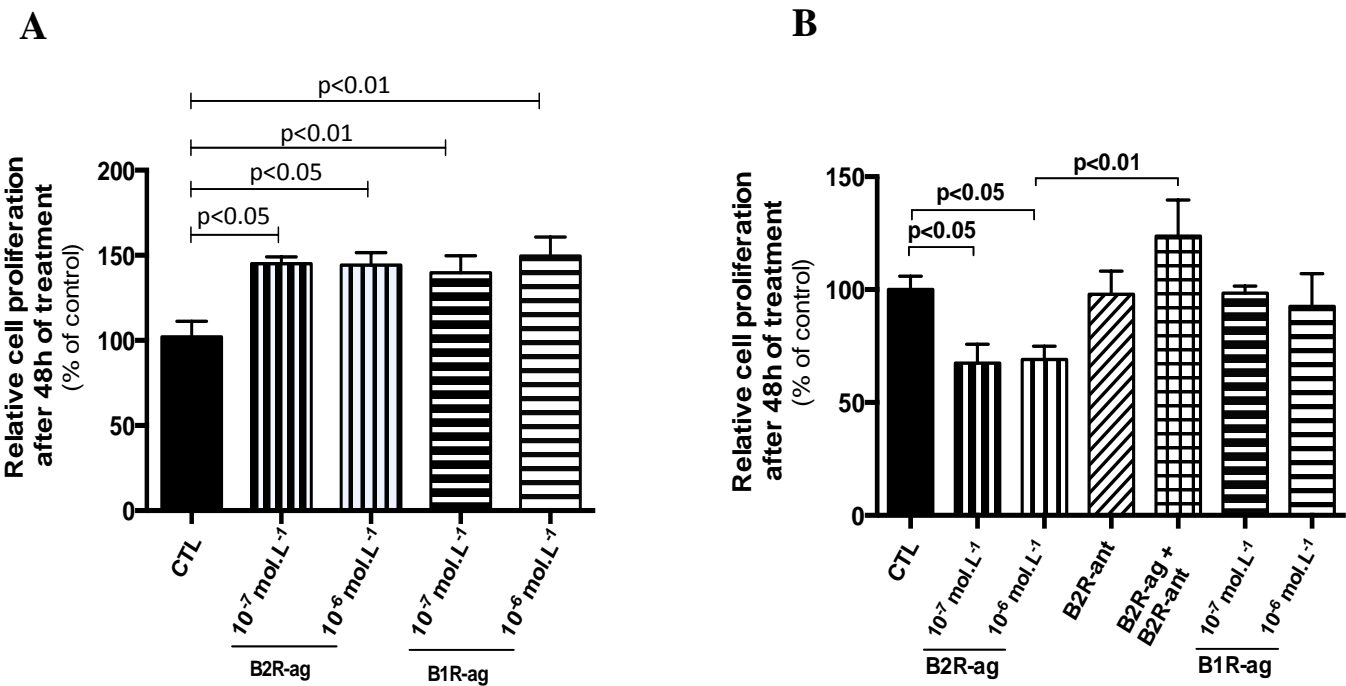 A
p<0.01
p<0.01
p<0.05
p<0.05
Relative cell proliferation
after 48h of treatment
(% of control)
200
150
100
50
0
CTL
10⁻⁷ mol.L⁻¹
10⁻⁶ mol.L⁻¹
10⁻⁷ mol.L⁻¹
10⁻⁶ mol.L⁻¹
B2R-ag
B1R-ag
B
p<0.01
p<0.05
p<0.05
Relative cell proliferation
after 48h of treatment
(% of control)
150
100
50
0
CTL
10⁻⁷ mol.L⁻¹
10⁻⁶ mol.L⁻¹
B2R-ant
B2R-ag +
B2R-ant
10⁻⁷ mol.L⁻¹
10⁻⁶ mol.L⁻¹
B2R-ag
B1R-ag